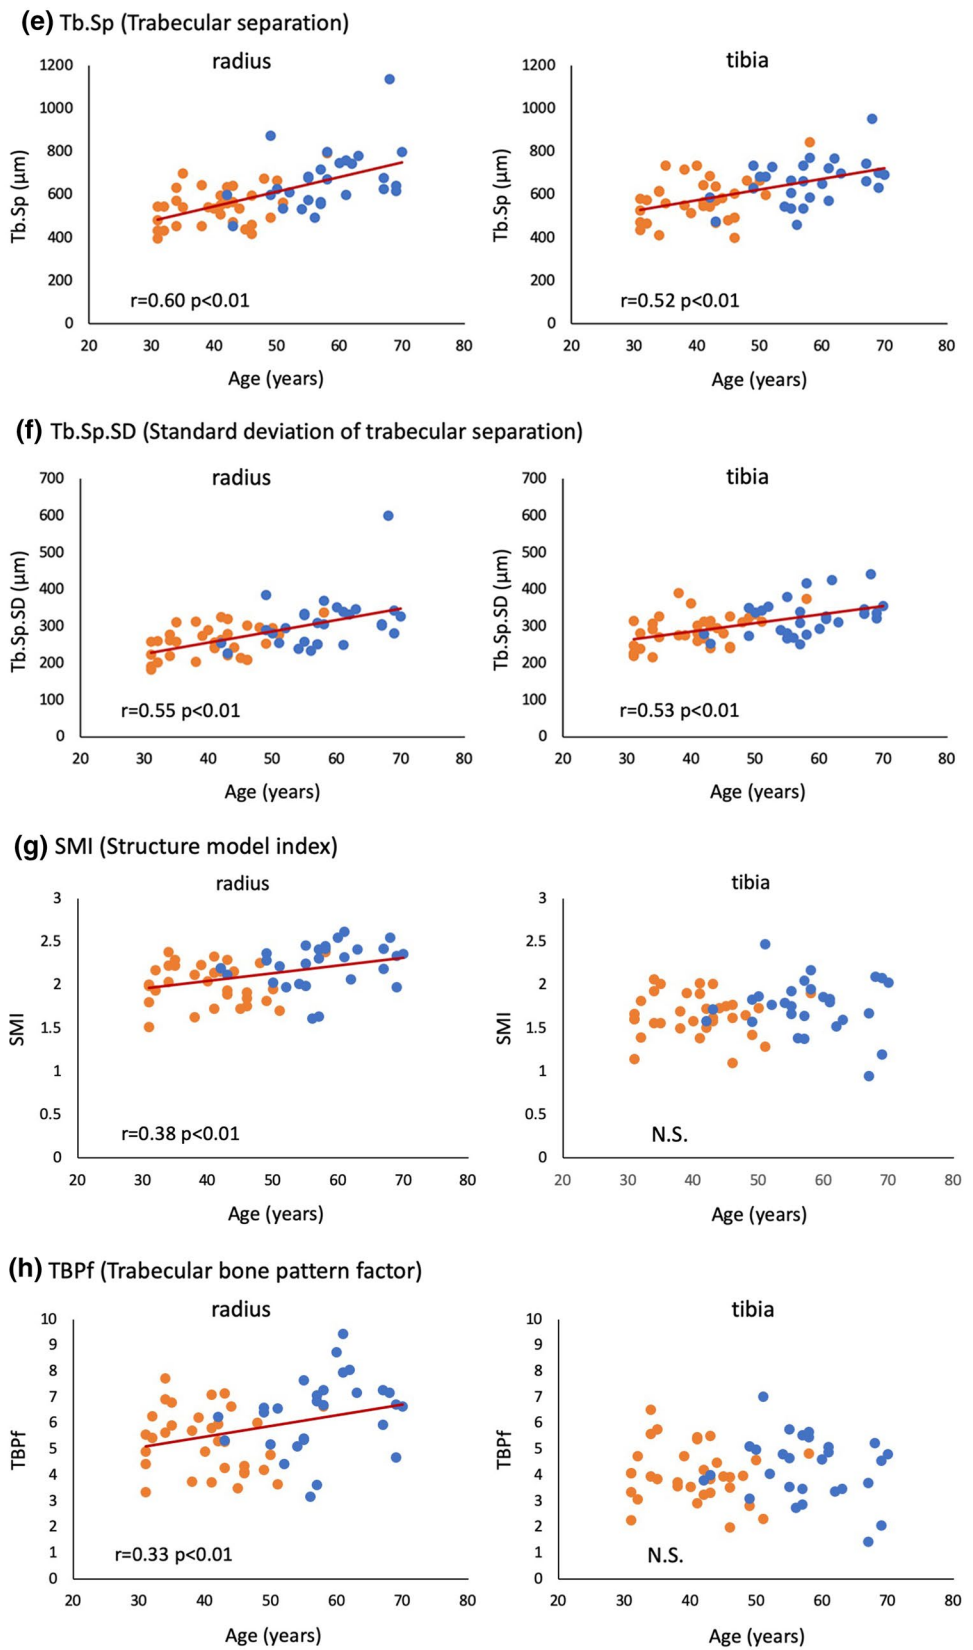 (e) Tb.Sp (Trabecular separation)
radius
tibia
1200
1000
800
600
400
200
0
Tb.Sp (μm)
r=0.60 p<0.01
20 30 40 50 60 70 80
Age (years)
1200
1000
800
600
400
200
0
Tb.Sp (μm)
r=0.52 p<0.01
20 30 40 50 60 70 80
Age (years)
(f) Tb.Sp.SD (Standard deviation of trabecular separation)
radius
tibia
700
600
500
400
300
200
100
0
Tb.Sp.SD (μm)
r=0.55 p<0.01
20 30 40 50 60 70 80
Age (years)
700
600
500
400
300
200
100
0
Tb.Sp.SD (μm)
r=0.53 p<0.01
20 30 40 50 60 70 80
Age (years)
(g) SMI (Structure model index)
radius
tibia
3
2.5
2
1.5
1
0.5
0
SMI
r=0.38 p<0.01
20 30 40 50 60 70 80
Age (years)
3
2.5
2
1.5
1
0.5
0
SMI
N.S.
20 30 40 50 60 70 80
Age (years)
(h) TBPf (Trabecular bone pattern factor)
radius
tibia
10
9
8
7
6
5
4
3
2
1
0
TBPf
r=0.33 p<0.01
20 30 40 50 60 70 80
Age (years)
10
9
8
7
6
5
4
3
2
1
0
TBPf
N.S.
20 30 40 50 60 70 80
Age (years)